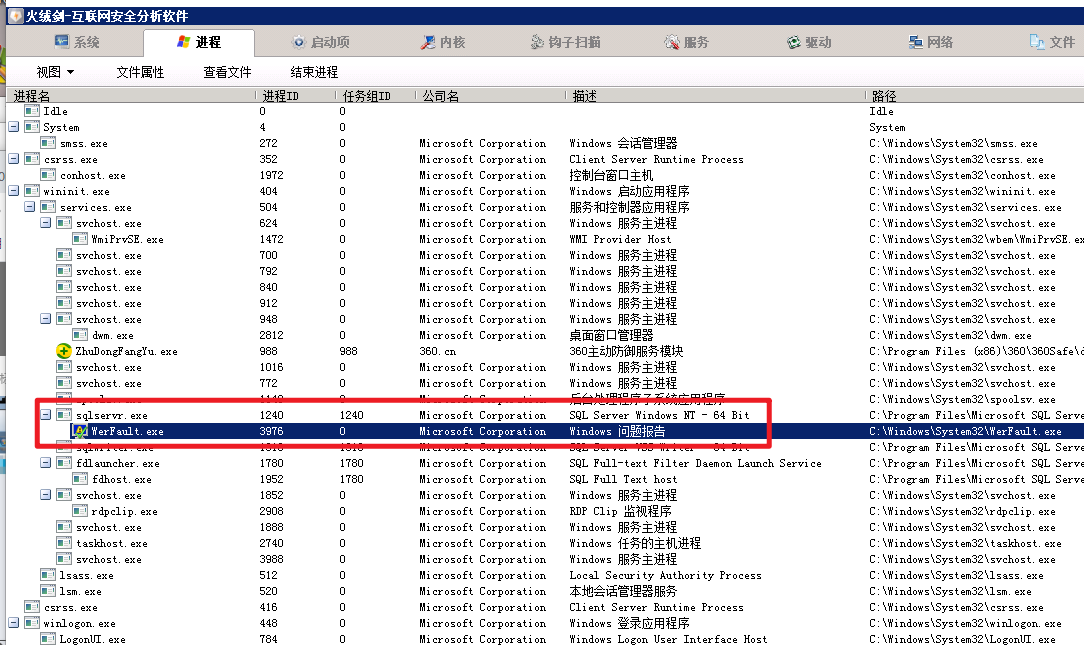 火绒剑-互联网安全分析软件
系统 进程 启动项 内核 钩子扫描 服务 驱动 网络 文件
视图 文件属性 查看文件 结束进程
进程名 进程ID 任务组ID 公司名 描述 路径
Idle 0 0 Idle
System 4 0 System
smss.exe 272 0 Microsoft Corporation Windows 会话管理器 C:\Windows\System32\smss.exe
csrss.exe 352 0 Microsoft Corporation Client Server Runtime Process C:\Windows\System32\csrss.exe
conhost.exe 1972 0 Microsoft Corporation 控制台窗口主机 C:\Windows\System32\conhost.exe
wininit.exe 404 0 Microsoft Corporation Windows 启动应用程序 C:\Windows\System32\wininit.exe
services.exe 504 0 Microsoft Corporation 服务和控制器应用程序 C:\Windows\System32\services.exe
svchost.exe 624 0 Microsoft Corporation Windows 服务主进程 C:\Windows\System32\svchost.exe
WmiPrvSE.exe 1472 0 Microsoft Corporation WMI Provider Host C:\Windows\System32\wbem\WmiPrvSE.ex
svchost.exe 700 0 Microsoft Corporation Windows 服务主进程 C:\Windows\System32\svchost.exe
svchost.exe 792 0 Microsoft Corporation Windows 服务主进程 C:\Windows\System32\svchost.exe
svchost.exe 840 0 Microsoft Corporation Windows 服务主进程 C:\Windows\System32\svchost.exe
svchost.exe 912 0 Microsoft Corporation Windows 服务主进程 C:\Windows\System32\svchost.exe
svchost.exe 948 0 Microsoft Corporation Windows 服务主进程 C:\Windows\System32\svchost.exe
dwm.exe 2812 0 Microsoft Corporation 桌面窗口管理器 C:\Windows\System32\dwm.exe
ZhuDongFangYu.exe 988 988 360.cn 360主动防御服务模块 C:\Program Files (x86)\360\360Safe\d
svchost.exe 1016 0 Microsoft Corporation Windows 服务主进程 C:\Windows\System32\svchost.exe
svchost.exe 772 0 Microsoft Corporation Windows 服务主进程 C:\Windows\System32\svchost.exe
0 Microsoft Corporation 后台处理程序子系统应用程序 C:\Windows\System32\spoolsv.exe
sqlservr.exe 1240 1240 Microsoft Corporation SQL Server Windows NT - 64 Bit C:\Program Files\Microsoft SQL Serve
WerFault.exe 3976 0 Microsoft Corporation Windows 问题报告 C:\Windows\System32\WerFault.exe
sqlwriter.exe Microsoft Corporation SQL Server VSS Writer - 64 Bit C:\Program Files\Microsoft SQL Serve
fdlauncher.exe 1780 1780 Microsoft Corporation SQL Full-text Filter Daemon Launch Service C:\Program Files\Microsoft SQL Serve
fdhost.exe 1952 1780 Microsoft Corporation SQL Full Text host C:\Program Files\Microsoft SQL Serve
svchost.exe 1852 0 Microsoft Corporation Windows 服务主进程 C:\Windows\System32\svchost.exe
rdpclip.exe 2908 0 Microsoft Corporation RDP Clip 监视程序 C:\Windows\System32\rdpclip.exe
svchost.exe 1888 0 Microsoft Corporation Windows 服务主进程 C:\Windows\System32\svchost.exe
taskhost.exe 2740 0 Microsoft Corporation Windows 任务的主机进程 C:\Windows\System32\taskhost.exe
svchost.exe 3988 0 Microsoft Corporation Windows 服务主进程 C:\Windows\System32\svchost.exe
lsass.exe 512 0 Microsoft Corporation Local Security Authority Process C:\Windows\System32\lsass.exe
lsm.exe 520 0 Microsoft Corporation 本地会话管理器服务 C:\Windows\System32\lsm.exe
csrss.exe 416 0 Microsoft Corporation Client Server Runtime Process C:\Windows\System32\csrss.exe
winlogon.exe 448 0 Microsoft Corporation Windows 登录应用程序 C:\Windows\System32\winlogon.exe
LogonUI.exe 784 0 Microsoft Corporation Windows Logon User Interface Host C:\Windows\System32\LogonUI.exe